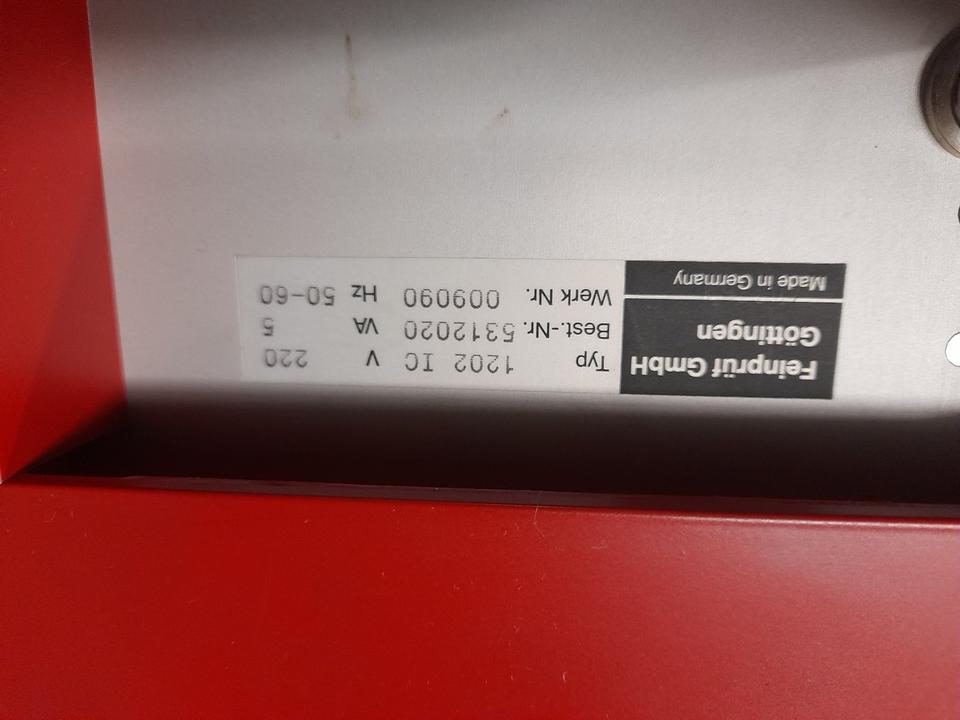 Feinprüf GmbH
Göttingen
Made in Germany
Typ 1202 IC V 220
Best.-Nr. 5312020 VA 5
Werk Nr. 009090 Hz 50-60